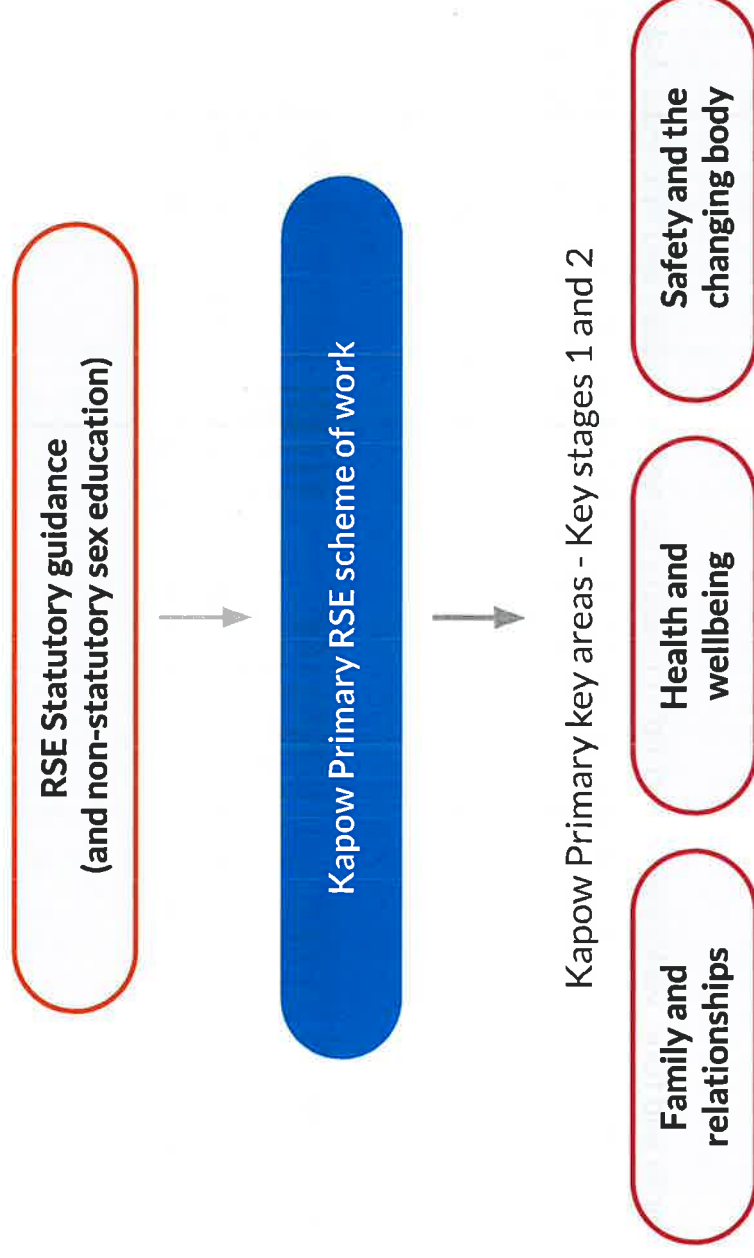 RSE Statutory guidance
(and non-statutory sex education)
Kapow Primary RSE scheme of work
Kapow Primary key areas - Key stages 1 and 2
Family and
relationships
Health and
wellbeing
Safety and the
changing body